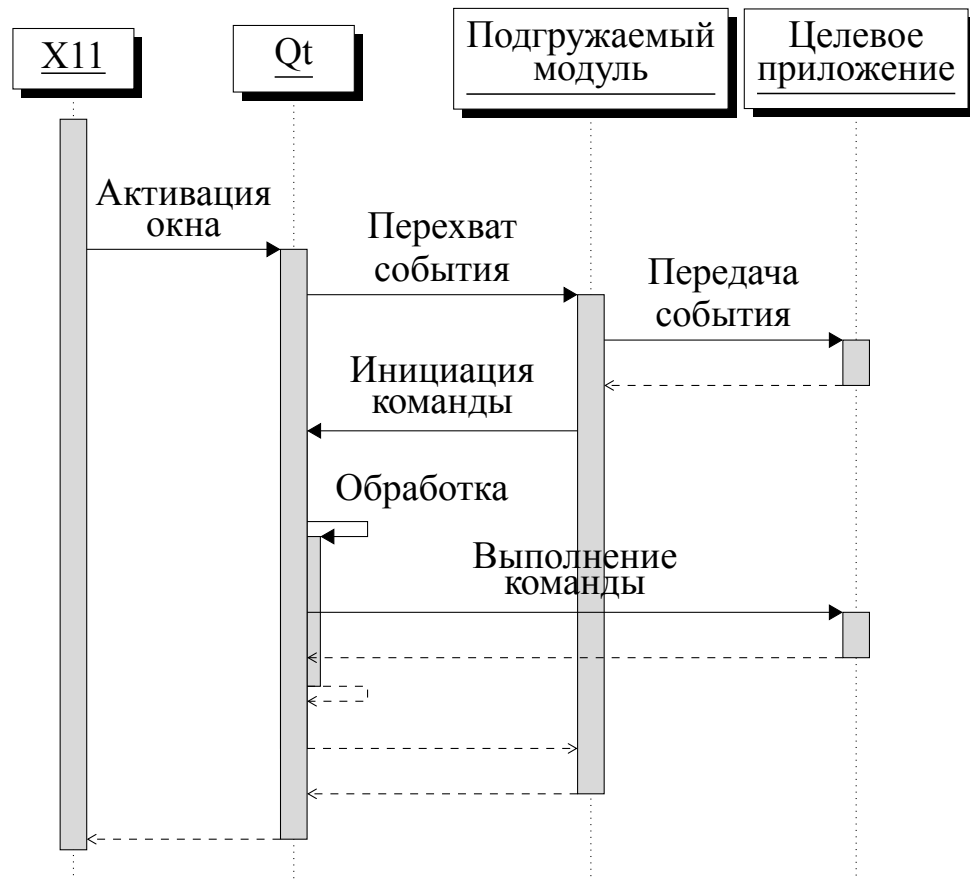 X11
Qt
Подгружаемый
модуль
Целевое
приложение
Активация
окна
Перехват
события
Передача
события
Инициация
команды
Обработка
Выполнение
команды